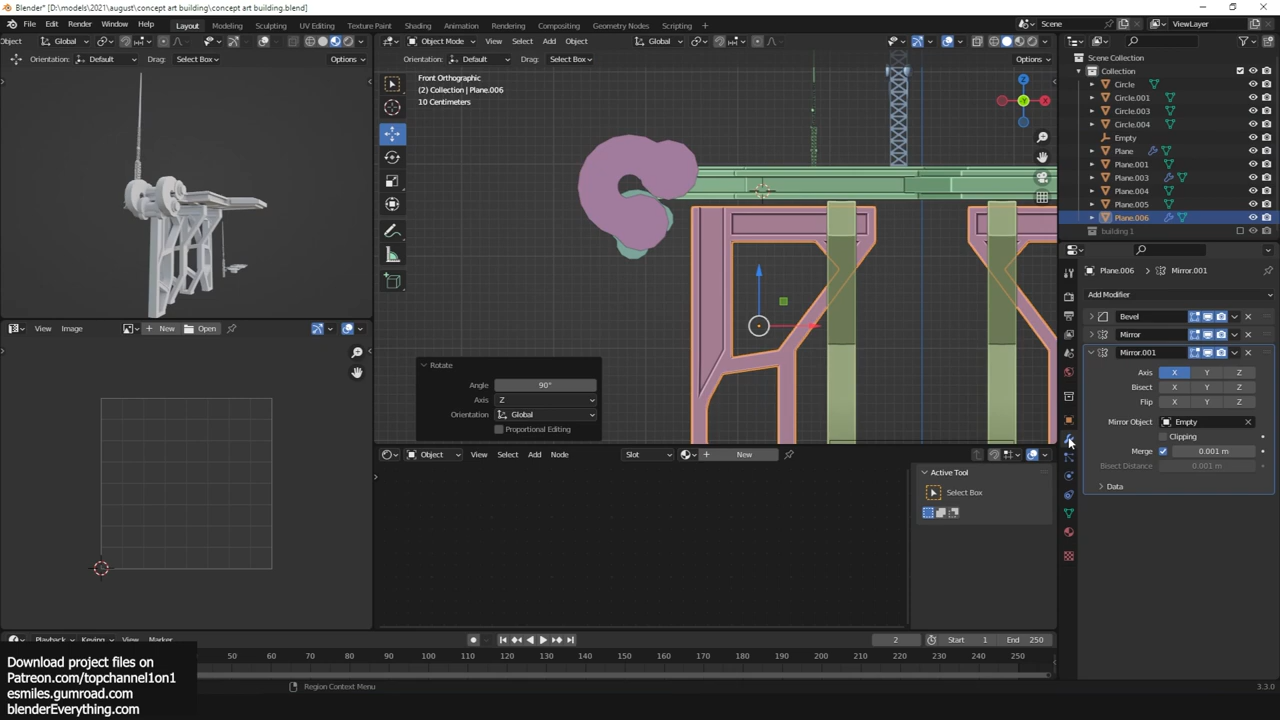 Blender* [D:\models\2021\august\concept art building\concept art building.blend]
File Edit Render Window Help Layout Modeling Sculpting UV Editing Texture Paint Shading Animation Rendering Compositing Geometry Nodes Scripting + Scene ViewLayer
Object Global Object Mode View Select Add Object Global
Orientation: Default Drag: Select Box Options Orientation: Default Drag: Select Box Options
Front Orthographic
(2) Collection | Plane.006
10 Centimeters
X
Z
Y
Scene Collection
Collection
Circle
Circle.001
Circle.003
Circle.004
Empty
Plane
Plane.001
Plane.003
Plane.004
Plane.005
Plane.006
building 1
Plane.006 Mirror.001
Add Modifier
Bevel
Mirror
Mirror.001
Axis X Y Z
Bisect X Y Z
Flip X Y Z
Mirror Object Empty
Clipping
Merge 0.001 m
Bisect Distance 0.001 m
Data
View Image New Open
Rotate
Angle 90°
Axis Z
Orientation Global
Proportional Editing
Object View Select Add Node Slot New
Active Tool
Select Box
Playback Keying View Marker 2 Start 1 End 250
50 60 70 80 90 100 110 120 130 140 150 160 170 180 190 200 210 220 230 240 250
Region Context Menu 3.3.0
Download project files on
Patreon.com/topchannel1on1
esmiles.gumroad.com
blenderEverything.com